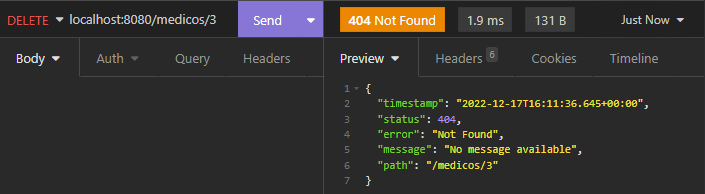 DELETE localhost:8080/medicos/3 Send 404 Not Found 1.9 ms 131 B Just Now
Body Auth Query Headers Preview Headers 6 Cookies Timeline
1 {
2 "timestamp": "2022-12-17T16:11:36.645+00:00",
3 "status": 404,
4 "error": "Not Found",
5 "message": "No message available",
6 "path": "/medicos/3"
7 }